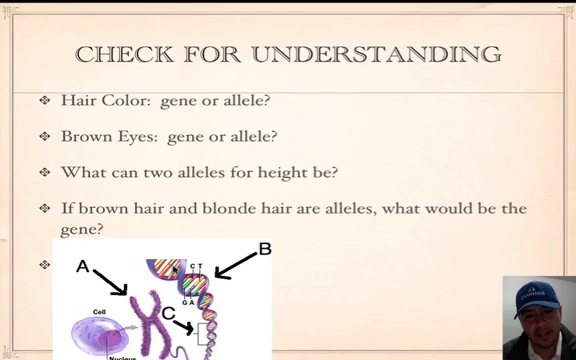 CHECK FOR UNDERSTANDING
Hair Color: gene or allele?
Brown Eyes: gene or allele?
What can two alleles for height be?
If brown hair and blonde hair are alleles, what would be the
gene?
A
B
C
C T
G A
Cell
Nucleus